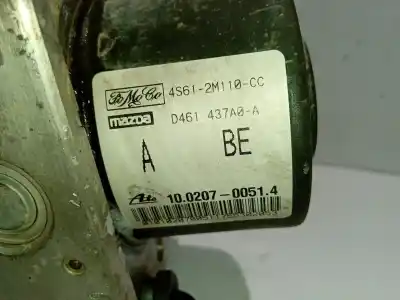 FoMoCo 4S61-2M110-CC
mazda D461 437A0-A
A BE
Ate 10.0207-0051.4